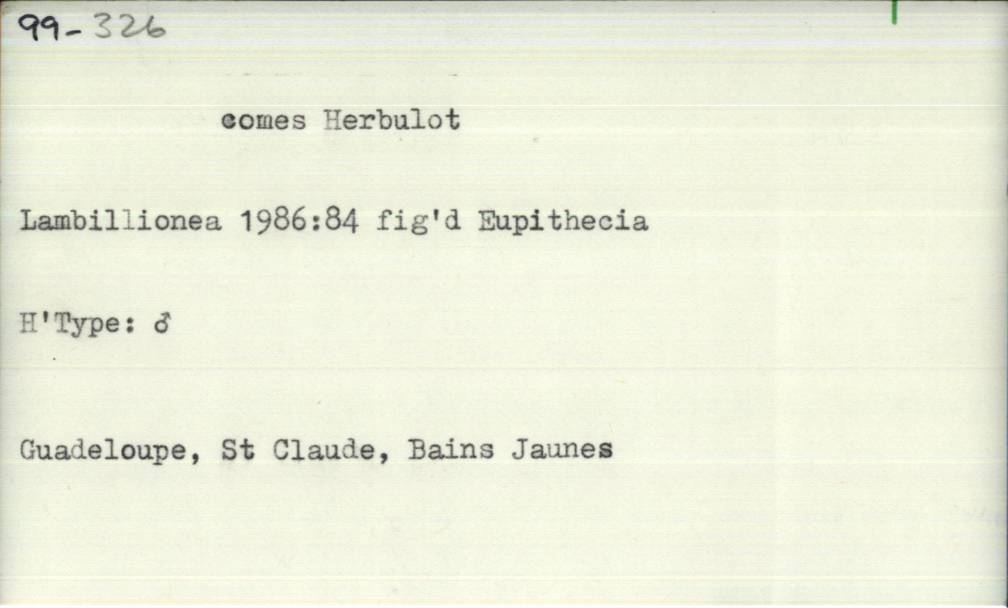 99-326
comes Herbulot
Lambillionea 1986:84 fig'd Eupithecia
H'Type: ♂
Guadeloupe, St Claude, Bains Jaunes